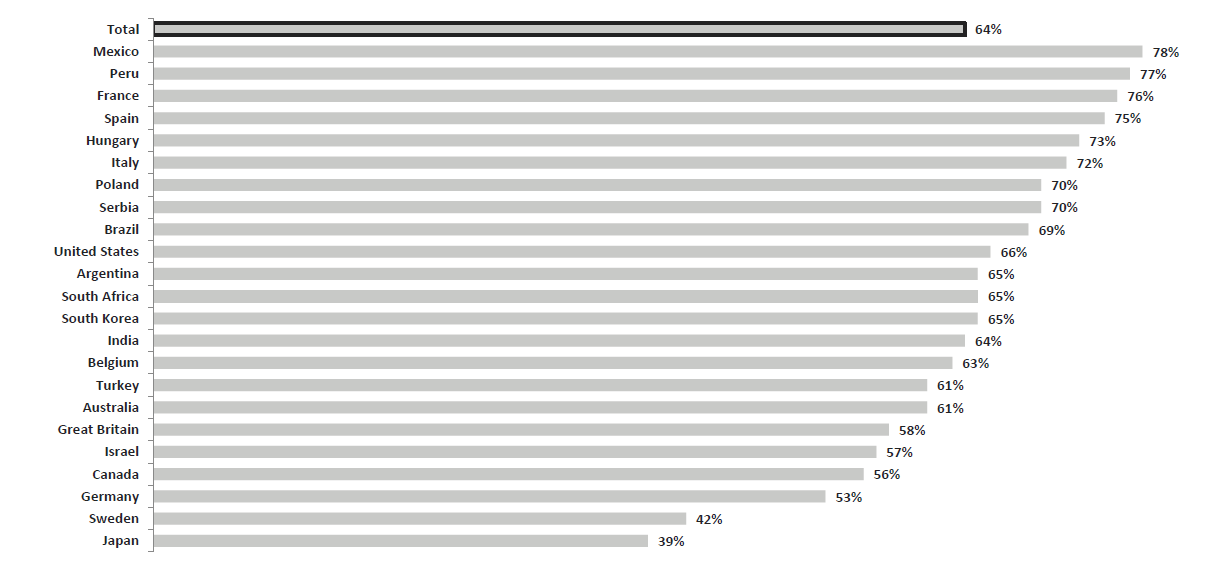 Total 64%
Mexico 78%
Peru 77%
France 76%
Spain 75%
Hungary 73%
Italy 72%
Poland 70%
Serbia 70%
Brazil 69%
United States 66%
Argentina 65%
South Africa 65%
South Korea 65%
India 64%
Belgium 63%
Turkey 61%
Australia 61%
Great Britain 58%
Israel 57%
Canada 56%
Germany 53%
Sweden 42%
Japan 39%